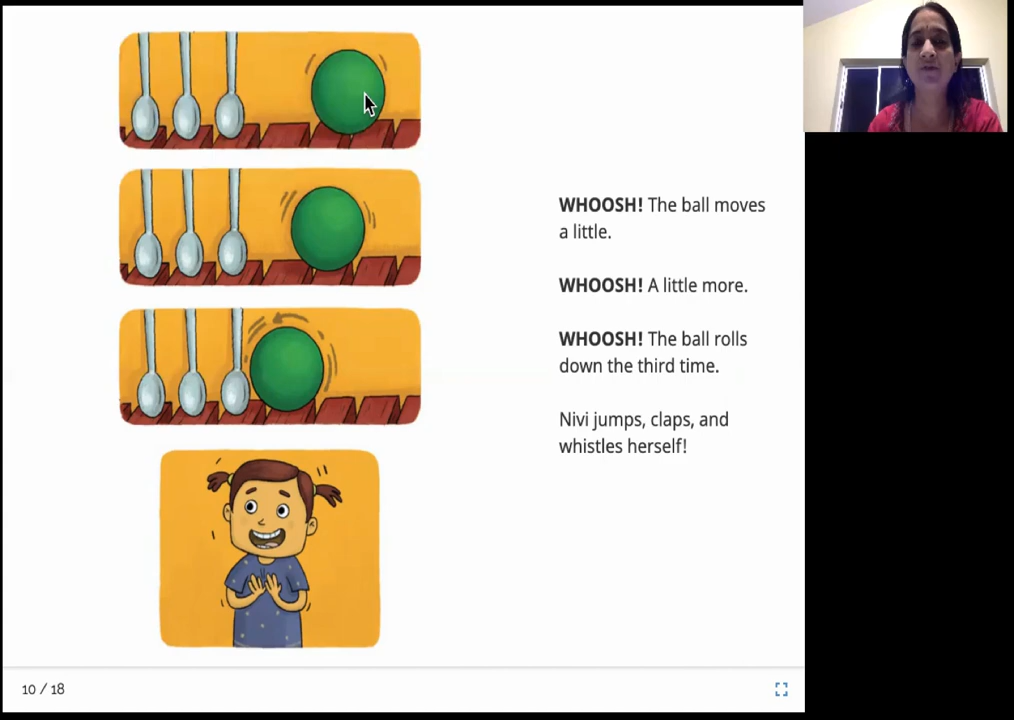 WHOOSH! The ball moves
a little.
WHOOSH! A little more.
WHOOSH! The ball rolls
down the third time.
Nivi jumps, claps, and
whistles herself!
10 / 18